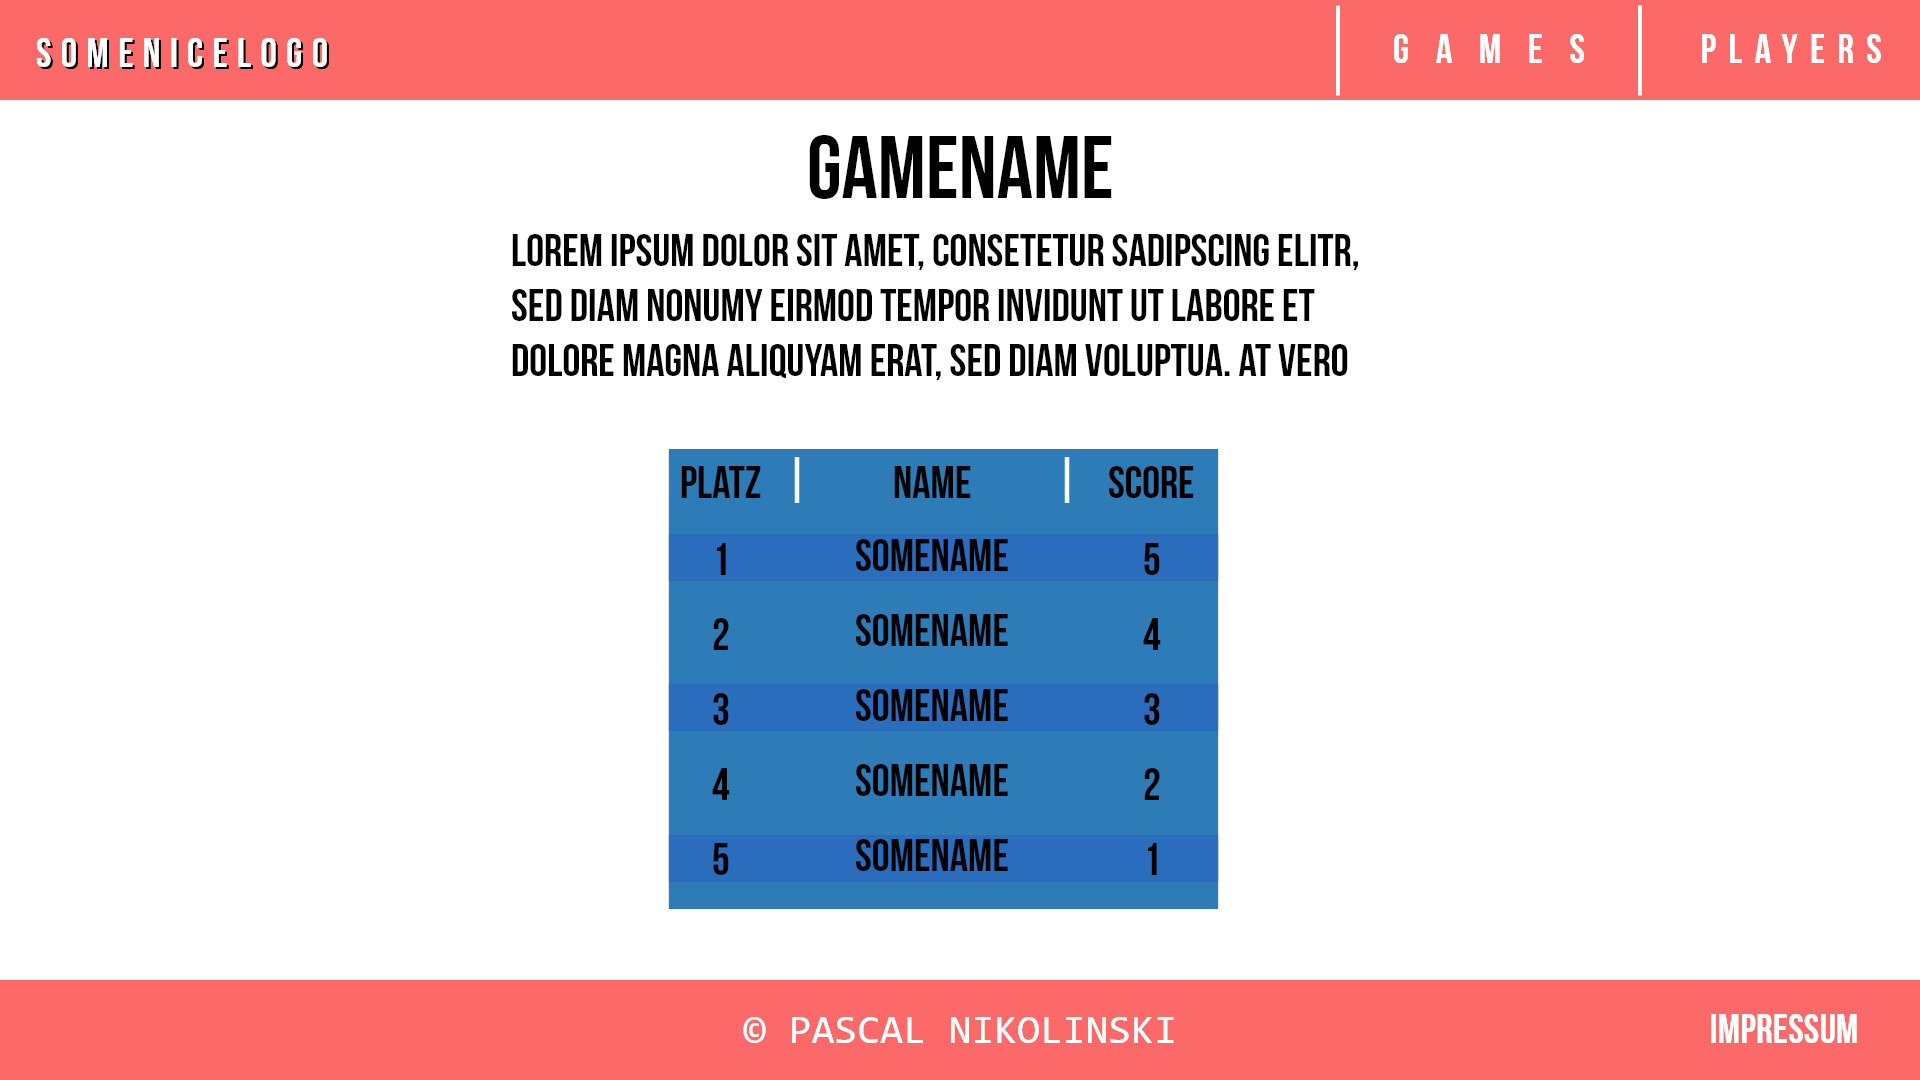 SOMENICELOGO
GAMES
PLAYERS
GAMENAME
LOREM IPSUM DOLOR SIT AMET, CONSETETUR SADIPSCING ELITR,
SED DIAM NONUMY EIRMOD TEMPOR INVIDUNT UT LABORE ET
DOLORE MAGNA ALIQUYAM ERAT, SED DIAM VOLUPTUA. AT VERO
PLATZ NAME SCORE
1 SOMENAME 5
2 SOMENAME 4
3 SOMENAME 3
4 SOMENAME 2
5 SOMENAME 1
© PASCAL NIKOLINSKI
IMPRESSUM